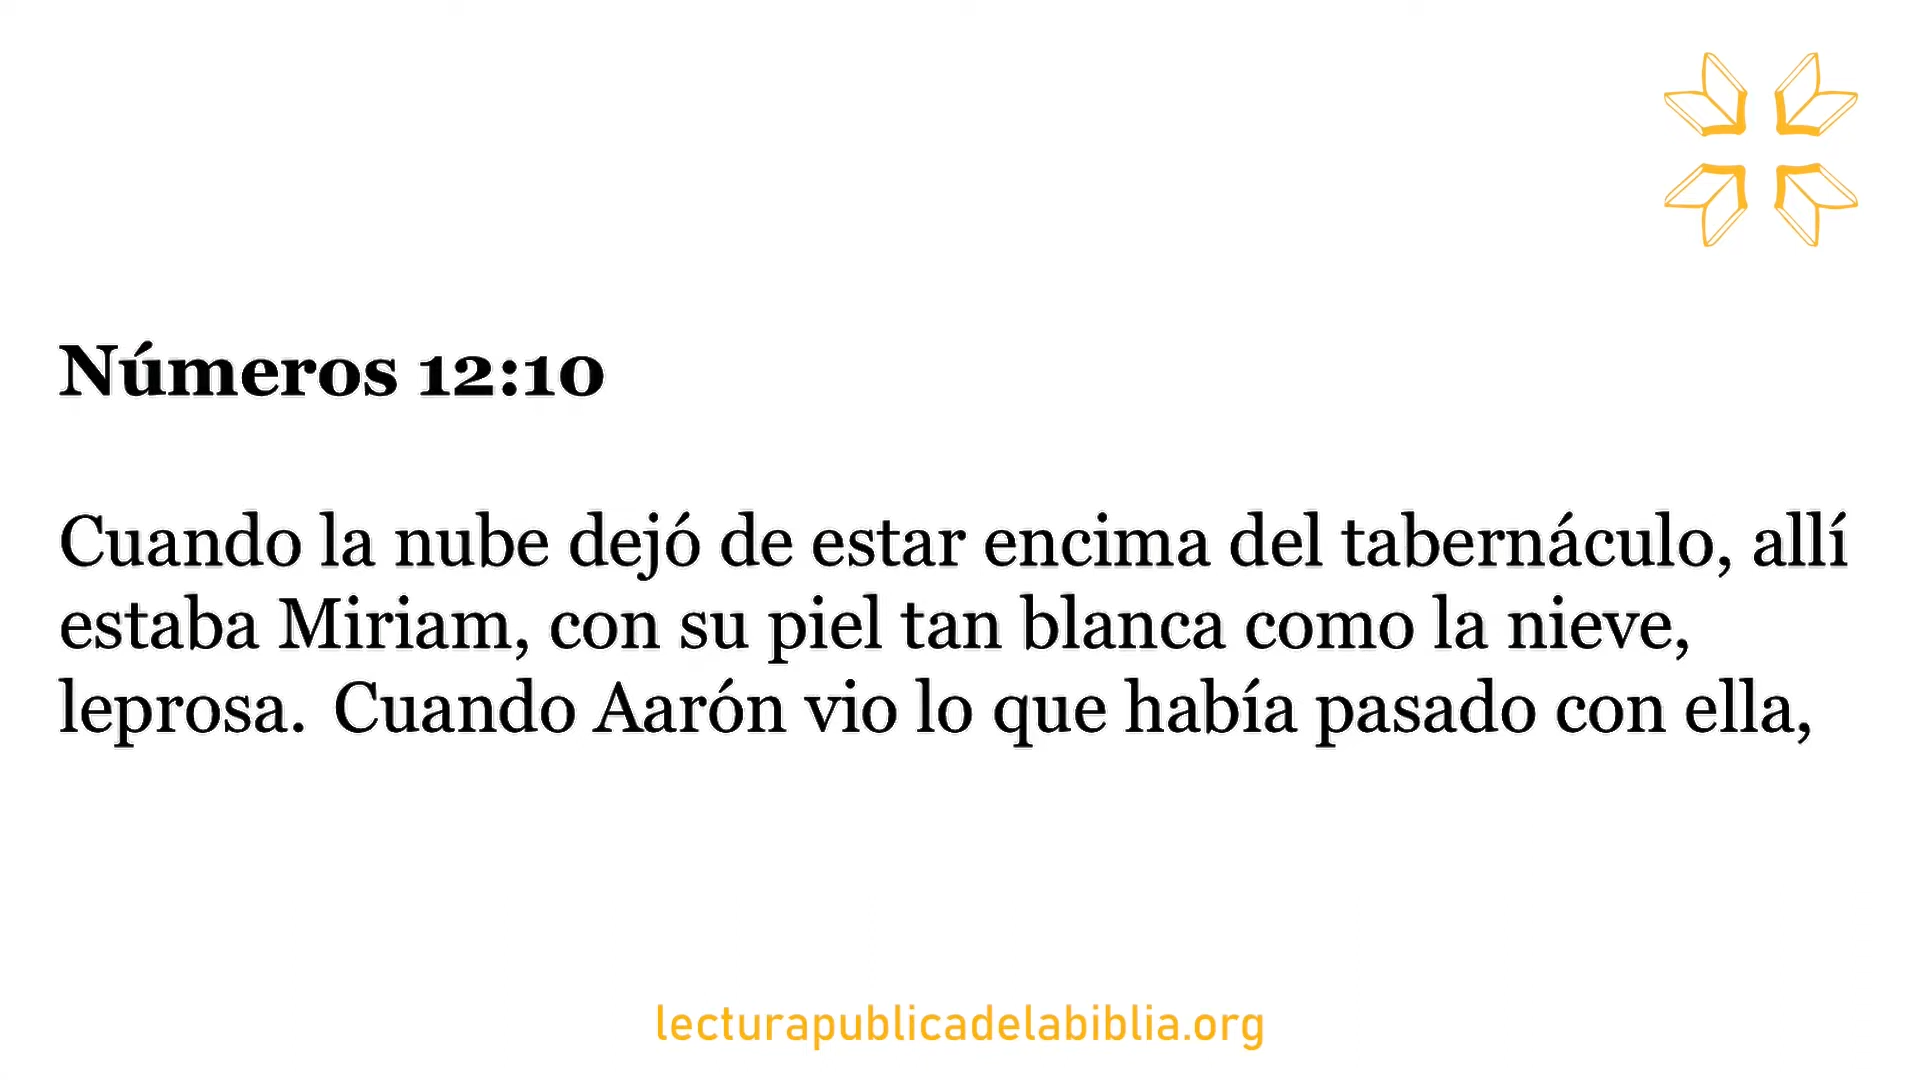 Números 12:10
Cuando la nube dejó de estar encima del tabernáculo, allí
estaba Miriam, con su piel tan blanca como la nieve,
leprosa. Cuando Aarón vio lo que había pasado con ella,
lecturapublicadelabiblia.org